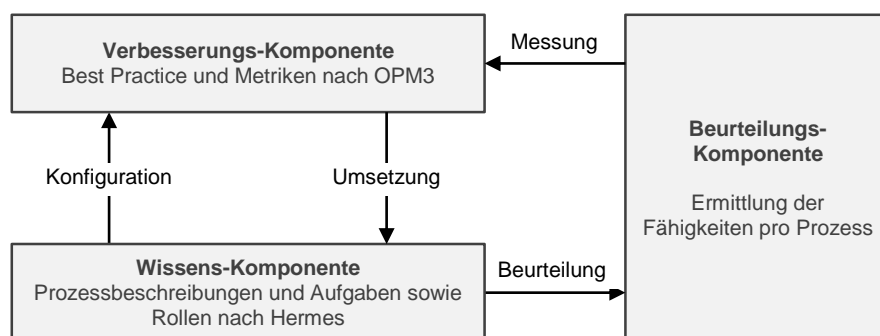 Verbesserungs-Komponente
Best Practice und Metriken nach OPM3
Messung
Beurteilungs-
Komponente
Ermittlung der
Fähigkeiten pro Prozess
Konfiguration
Umsetzung
Wissens-Komponente
Prozessbeschreibungen und Aufgaben sowie
Rollen nach Hermes
Beurteilung